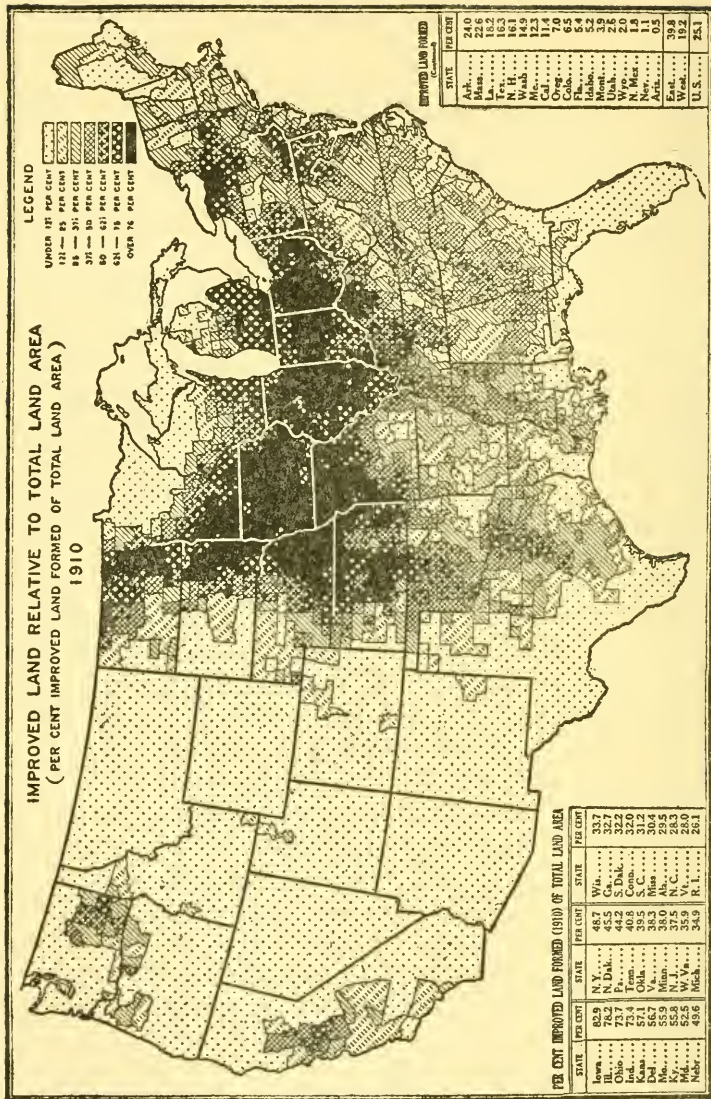 IMPROVED LAND RELATIVE TO TOTAL LAND AREA
( PER CENT IMPROVED LAND FORMED OF TOTAL LAND AREA )
1910
LEGEND
UNDER 12½ PER CENT
12½ — 25 PER CENT
25 — 37½ PER CENT
37½ — 50 PER CENT
50 — 62½ PER CENT
62½ — 75 PER CENT
OVER 75 PER CENT
PER CENT IMPROVED LAND FORMED (1910) OF TOTAL LAND AREA
STATE PER CENT STATE PER CENT STATE PER CENT
Iowa 82.9 N.Y. 48.7 Wis. 33.7
Ill. 78.2 N. Dak. 45.5 Ga. 32.7
Ohio 73.7 Pa. 44.2 S. Dak. 32.2
Ind. 73.4 Tenn. 40.8 Conn. 32.0
Kans. 57.1 Okla. 39.5 S. C. 31.2
Del. 56.7 Va. 38.3 Miss. 30.4
Mo. 55.9 Minn. 38.0 Ala. 29.5
Ky. 55.8 N. J. 37.5 N. C. 28.3
Md. 52.5 W. Va. 35.9 Vt. 28.0
Nebr. 49.6 Mich. 34.9 R. I. 26.1
IMPROVED LAND FORMED
(Continued)
STATE PER CENT
Ark. 24.0
Mass. 22.6
La. 18.2
Tex. 16.3
N. H. 16.1
Wash. 14.9
Me. 12.3
Cal. 11.4
Oreg. 7.0
Colo. 6.5
Fla. 5.4
Idaho. 5.2
Mont. 3.9
Utah. 2.6
Wyo. 2.0
N. Mex. 1.8
Nev. 1.1
Ariz. 0.5
East. 39.8
West. 19.2
U. S. 25.1